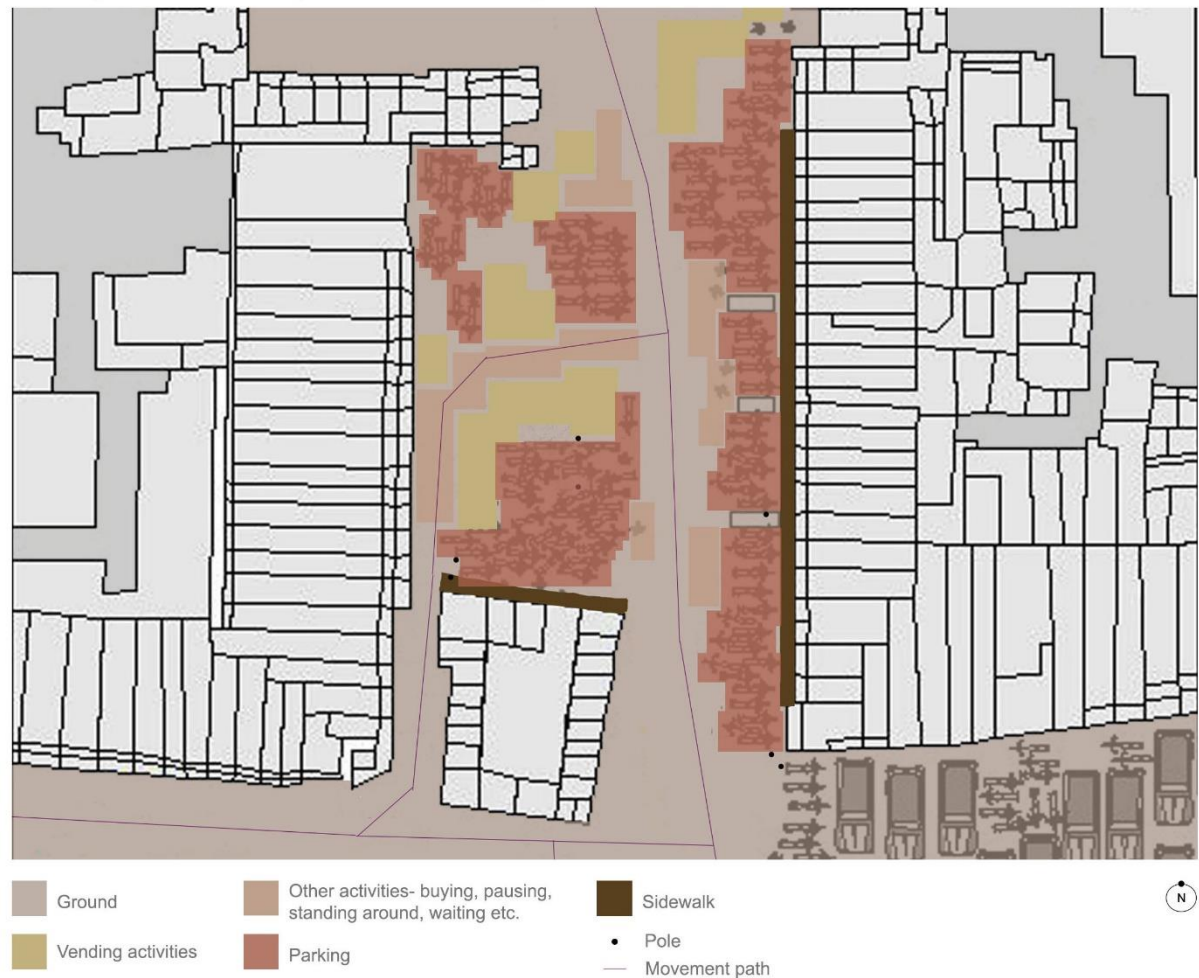 Ground
Other activities- buying, pausing,
standing around, waiting etc.
Sidewalk
N
Vending activities
Parking
Pole
Movement path